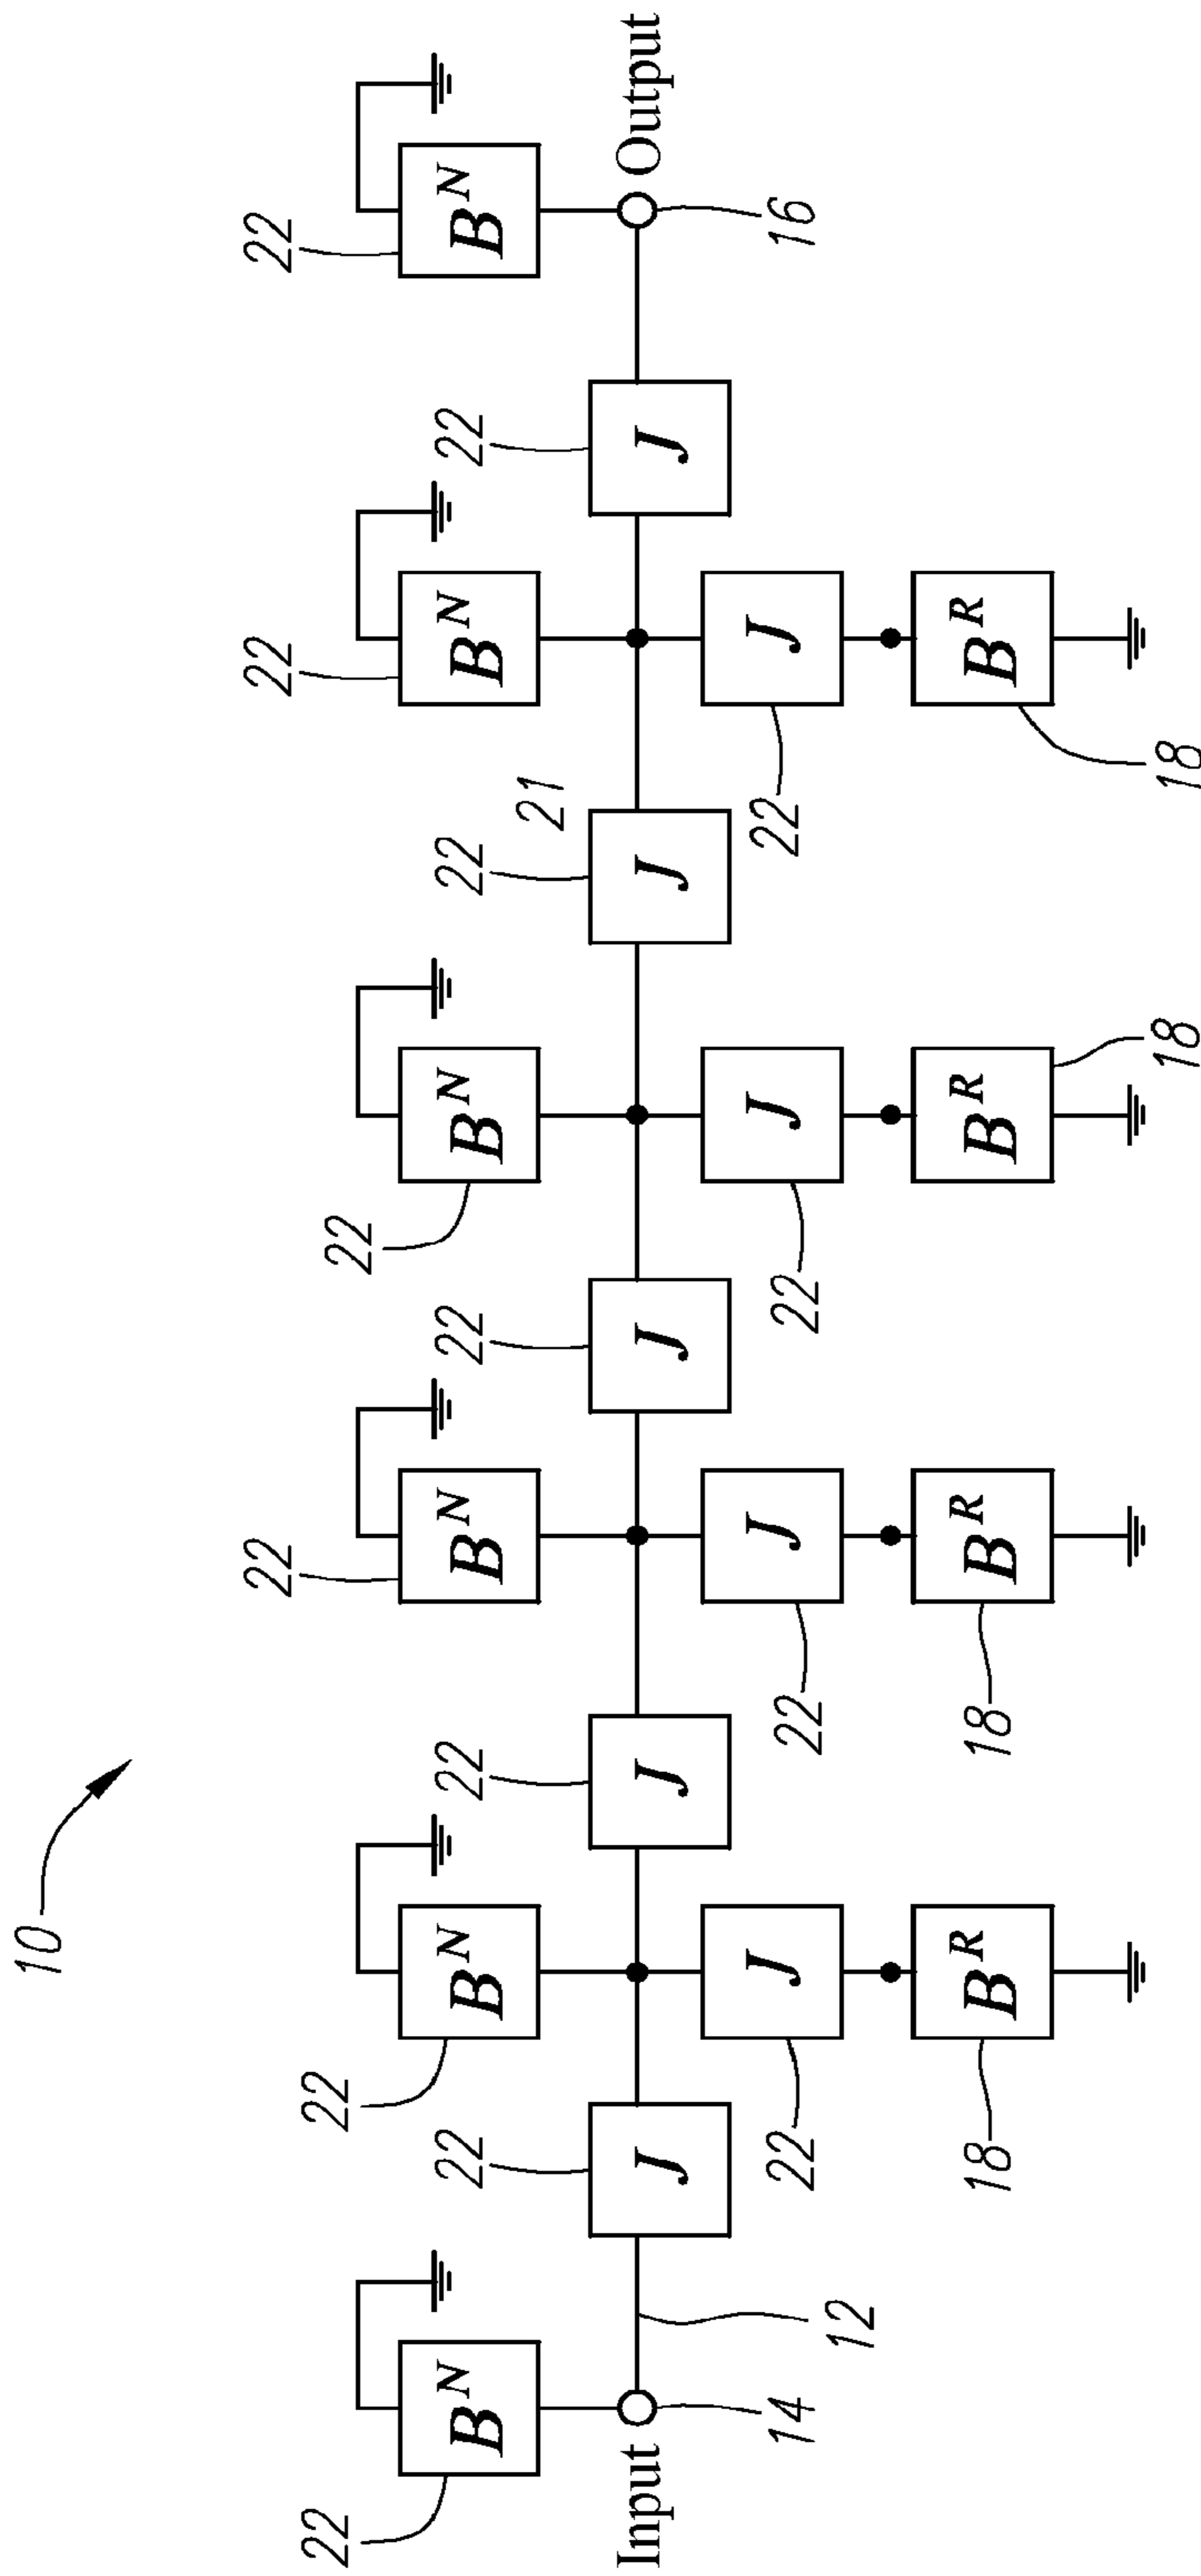 10
22 22 22 22 22 22
B^N B^N B^N B^N B^N B^N
22 22 22 22 22
21
Input J J J J J Output
J J J J
14 22 22 22 22 16
12
B^R B^R B^R B^R
18 18
18 18